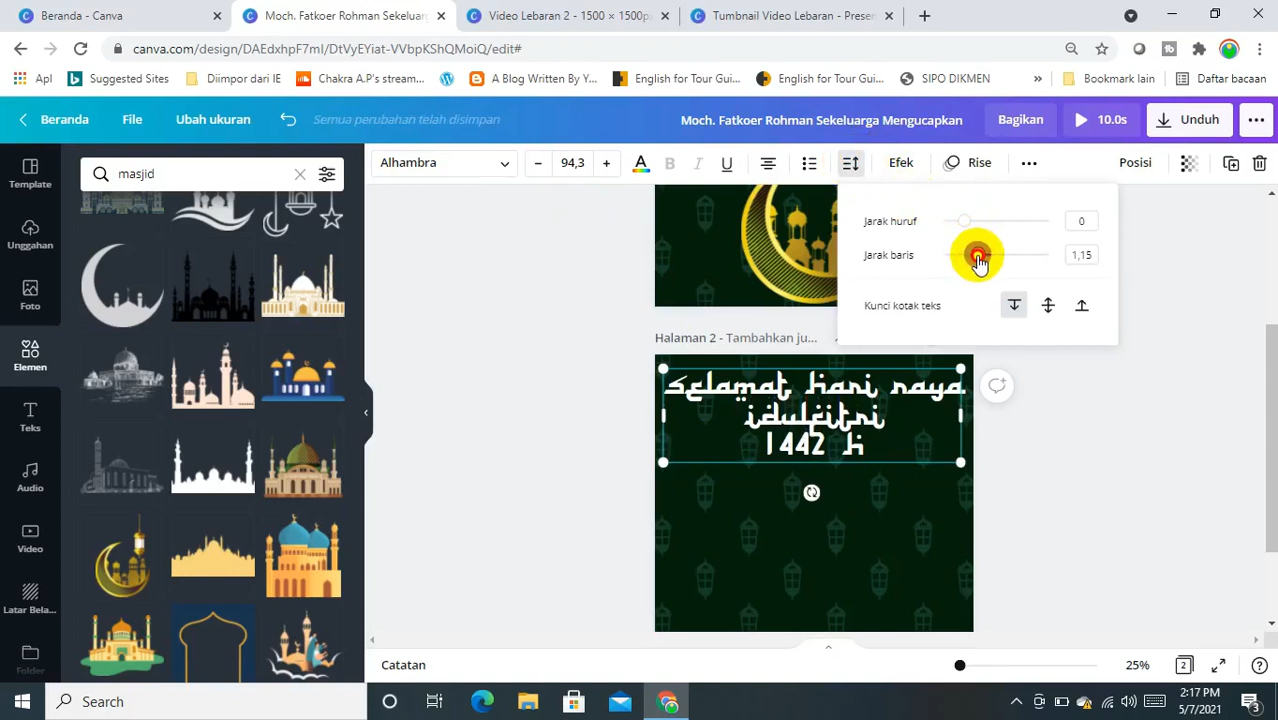 Beranda - Canva
Moch. Fatkoer Rohman Sekeluarga
Video Lebaran 2 - 1500 × 1500p
Tumbnail Video Lebaran - Presen
canva.com/design/DAEdxhpF7mI/DtVyEYiat-VVbpKShQMoiQ/edit#
Apl
Suggested Sites
Diimpor dari IE
Chakra A.P's stream...
A Blog Written By Y...
English for Tour Gui...
English for Tour Gui...
SIPO DIKMEN
»
Bookmark lain
Daftar bacaan
Beranda
File
Ubah ukuran
Semua perubahan telah disimpan
Moch. Fatkoer Rohman Sekeluarga Mengucapkan
Bagikan
10.0s
Unduh
Template
Unggahan
Foto
Elemen
Teks
Audio
Video
Latar Bela...
Folder
masjid
Alhambra
94,3
A
B
I
U
Efek
Rise
Posisi
Jarak huruf
0
Jarak baris
1,15
Kunci kotak teks
Halaman 2 - Tambahkan ju...
Selamat hari raya
idulfitri
1442 h
Catatan
25%
2
Search
2:17 PM
5/7/2021
3